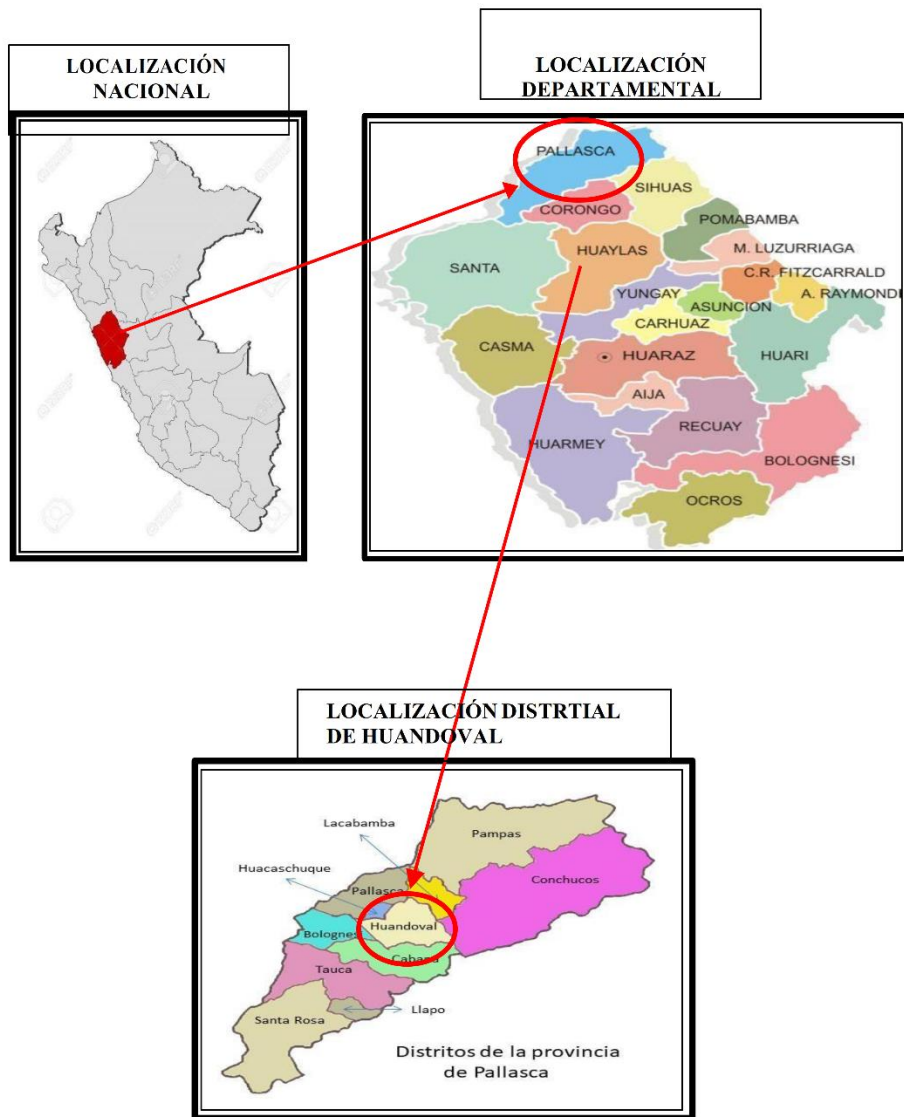 LOCALIZACIÓN
NACIONAL
LOCALIZACIÓN
DEPARTAMENTAL
PALLASCA
SIHUAS
CORONGO
POMABAMBA
HUAYLAS
M. LUZURRIAGA
SANTA
C.R. FITZCARRALD
YUNGAY
A. RAYMONDI
ASUNCION
CARHUAZ
CASMA
HUARAZ
HUARI
AIJA
RECUAY
HUARMEY
BOLOGNESI
OCROS
LOCALIZACIÓN DISTRTIAL
DE HUANDOVAL
Lacabamba
Pampas
Huacaschuque
Conchucos
Pallasca
Huandoval
Bolognesi
Cabana
Tauca
Llapo
Santa Rosa
Distritos de la provincia
de Pallasca